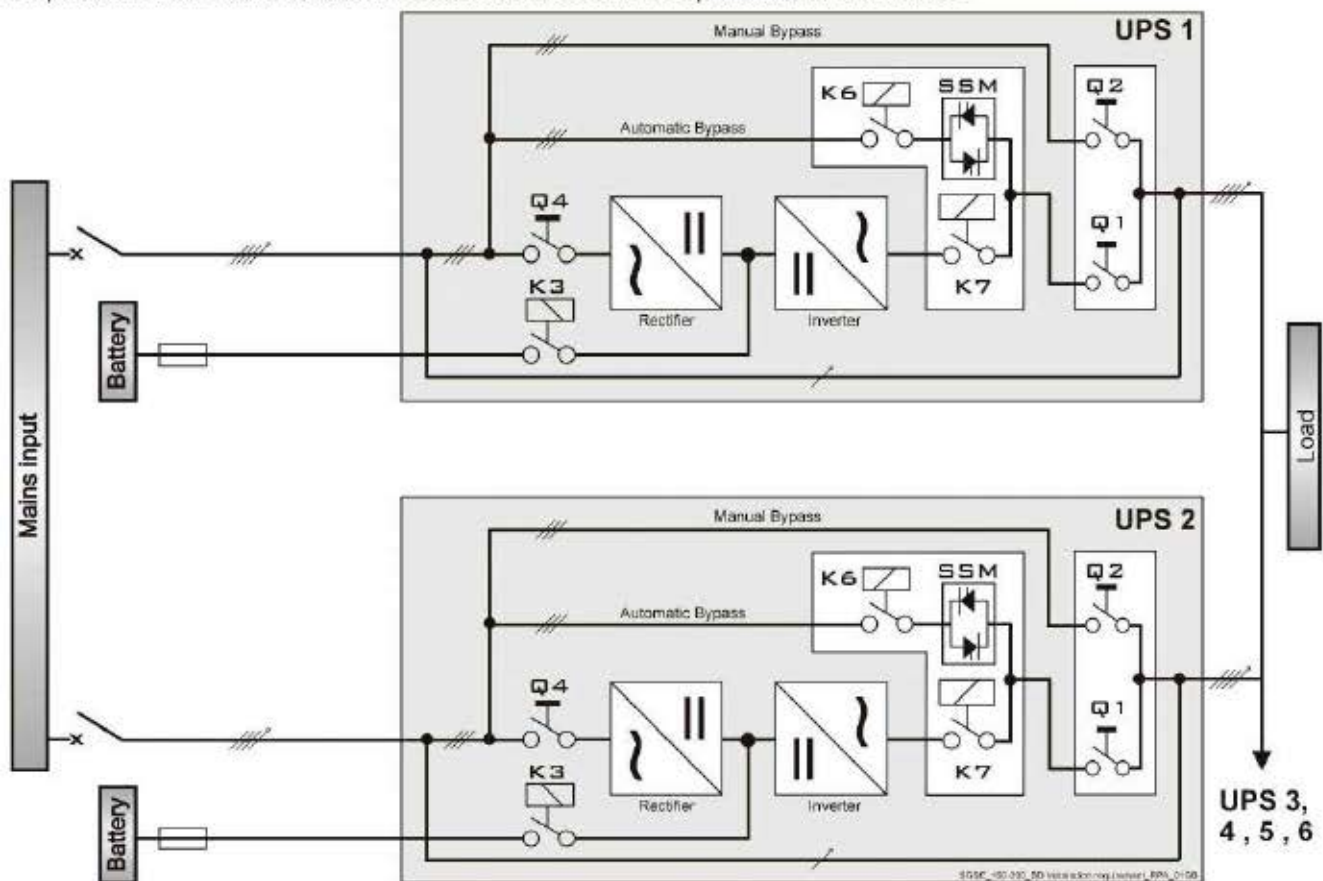 Manual Bypass
UPS 1
K6
SSM
Q2
Automatic Bypass
Q4
Q1
K3
K7
Rectifier
Inverter
Battery
Mains input
Load
Manual Bypass
UPS 2
K6
SSM
Q2
Automatic Bypass
Q4
Q1
K3
K7
Rectifier
Inverter
Battery
UPS 3,
4 , 5 , 6